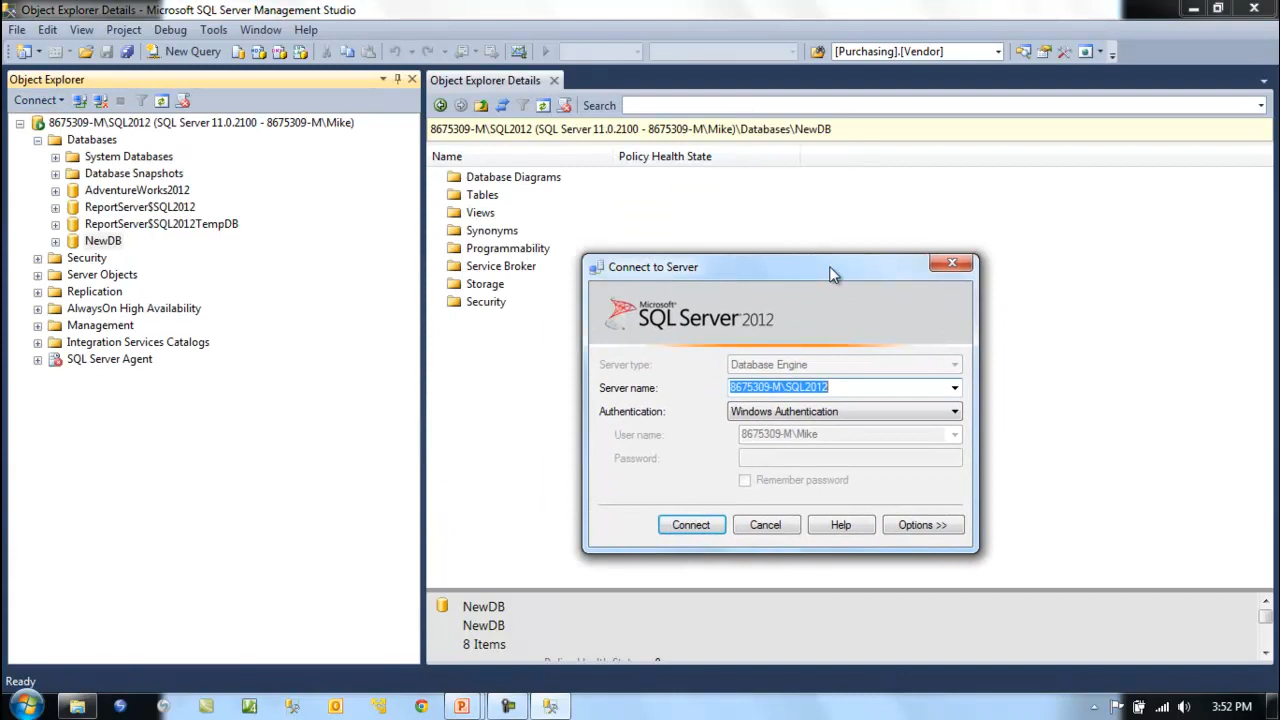 Object Explorer Details - Microsoft SQL Server Management Studio
File Edit View Project Debug Tools Window Help
New Query [Purchasing].[Vendor]
Object Explorer
Connect
8675309-M\SQL2012 (SQL Server 11.0.2100 - 8675309-M\Mike)
Databases
System Databases
Database Snapshots
AdventureWorks2012
ReportServer$SQL2012
ReportServer$SQL2012TempDB
NewDB
Security
Server Objects
Replication
AlwaysOn High Availability
Management
Integration Services Catalogs
SQL Server Agent
Object Explorer Details
Search
8675309-M\SQL2012 (SQL Server 11.0.2100 - 8675309-M\Mike)\Databases\NewDB
Name Policy Health State
Database Diagrams
Tables
Views
Synonyms
Programmability
Service Broker
Storage
Security
Connect to Server
Microsoft
SQL Server 2012
Server type: Database Engine
Server name: 8675309-M\SQL2012
Authentication: Windows Authentication
User name: 8675309-M\Mike
Password:
Remember password
Connect Cancel Help Options >>
NewDB
NewDB
8 Items
Ready
3:52 PM